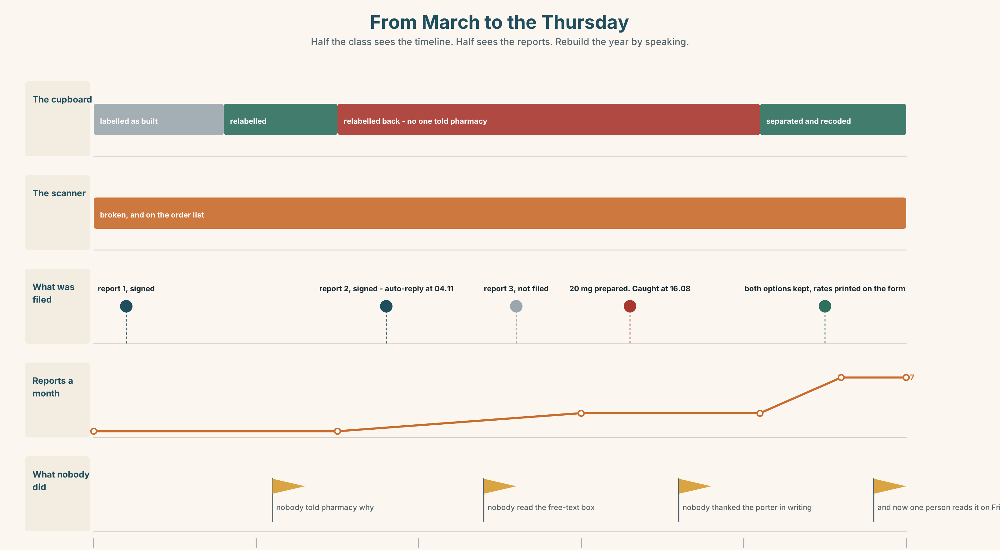 From March to the Thursday
Half the class sees the timeline. Half sees the reports. Rebuild the year by speaking.
The cupboard
labelled as built
relabelled
relabelled back - no one told pharmacy
separated and recoded
The scanner
broken, and on the order list
What was
filed
report 1, signed
report 2, signed - auto-reply at 04.11
report 3, not filed
20 mg prepared. Caught at 16.08
both options kept, rates printed on the form
Reports a
month
7
What nobody
did
nobody told pharmacy why
nobody read the free-text box
nobody thanked the porter in writing
and now one person reads it on